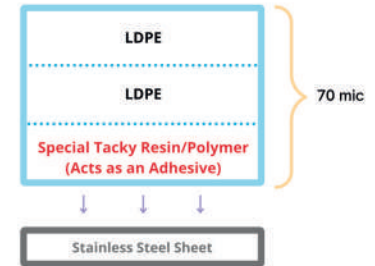 LDPE
LDPE
70 mic
Special Tacky Resin/Polymer
(Acts as an Adhesive)
Stainless Steel Sheet